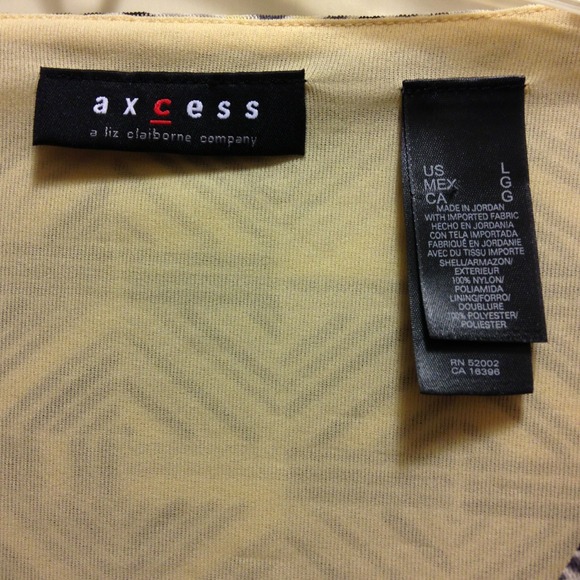 axcess
a liz claiborne company
US L
MEX G
CA G
MADE IN JORDAN
WITH IMPORTED FABRIC
HECHO EN JORDANIA
CON TELA IMPORTADA
FABRIQUÉ EN JORDANIE
AVEC DU TISSU IMPORTE
SHELL/ARMAZON/
EXTERIEUR
100% NYLON/
POLIAMIDA
LINING/FORRO/
DOUBLURE
100% POLYESTER/
POLIESTER
RN 52002
CA 16396